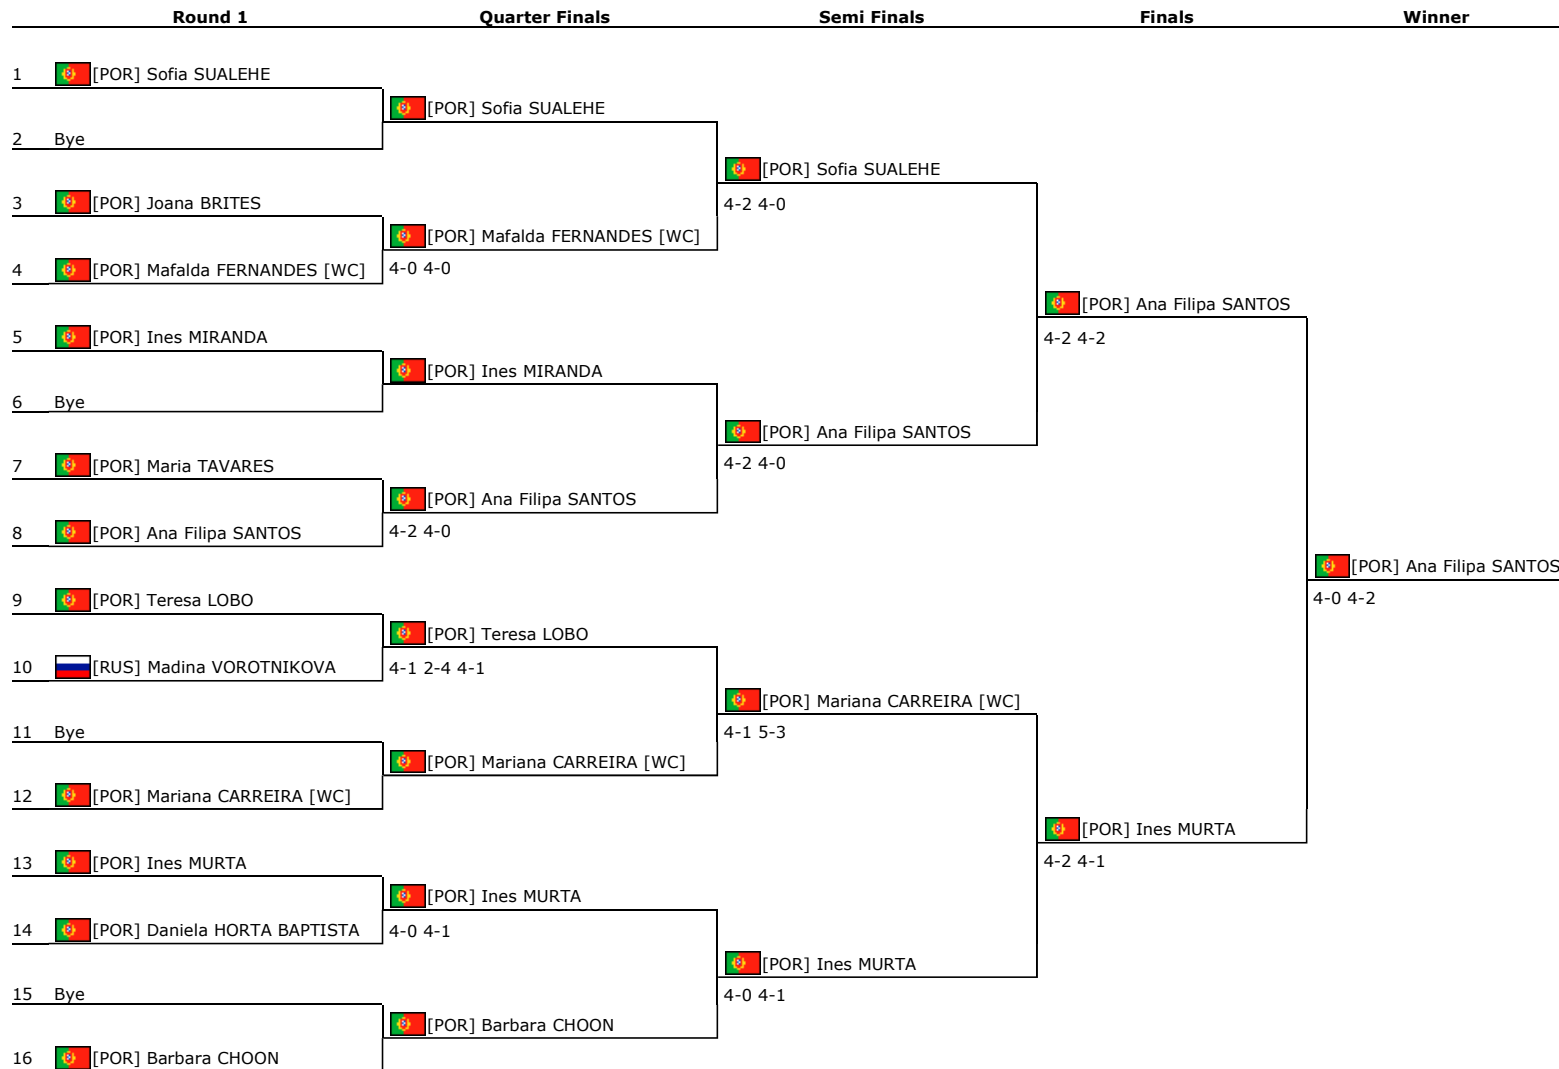 Round 1 Quarter Finals Semi Finals Finals Winner
1 [POR] Sofia SUALEHE
[POR] Sofia SUALEHE
2 Bye
[POR] Sofia SUALEHE
3 [POR] Joana BRITES
4-2 4-0
[POR] Mafalda FERNANDES [WC]
4 [POR] Mafalda FERNANDES [WC]
4-0 4-0
[POR] Ana Filipa SANTOS
5 [POR] Ines MIRANDA
4-2 4-2
[POR] Ines MIRANDA
6 Bye
[POR] Ana Filipa SANTOS
7 [POR] Maria TAVARES
4-2 4-0
[POR] Ana Filipa SANTOS
8 [POR] Ana Filipa SANTOS
4-2 4-0
[POR] Ana Filipa SANTOS
9 [POR] Teresa LOBO
4-0 4-2
[POR] Teresa LOBO
10 [RUS] Madina VOROTNIKOVA
4-1 2-4 4-1
[POR] Mariana CARREIRA [WC]
11 Bye
4-1 5-3
[POR] Mariana CARREIRA [WC]
12 [POR] Mariana CARREIRA [WC]
[POR] Ines MURTA
13 [POR] Ines MURTA
4-2 4-1
[POR] Ines MURTA
14 [POR] Daniela HORTA BAPTISTA
4-0 4-1
[POR] Ines MURTA
15 Bye
4-0 4-1
[POR] Barbara CHOON
16 [POR] Barbara CHOON